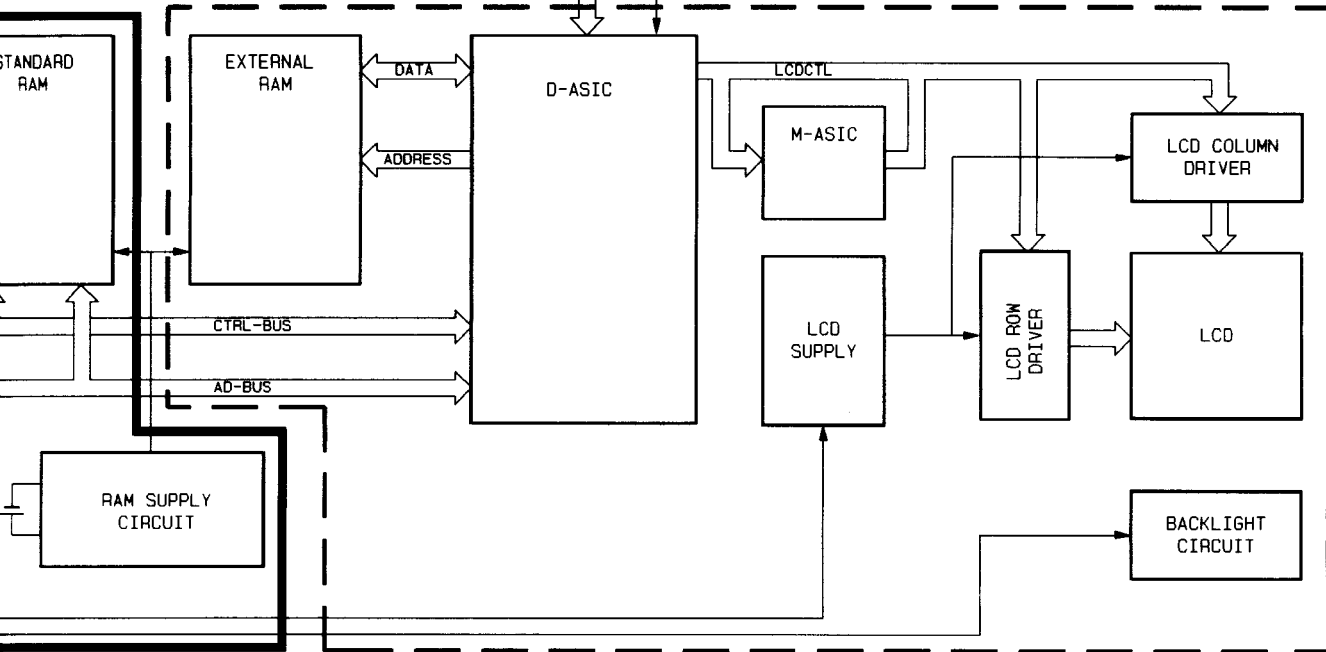 STANDARD
RAM
EXTERNAL
RAM
DATA
ADDRESS
D-ASIC
LCDCTL
M-ASIC
LCD COLUMN
DRIVER
CTRL-BUS
AD-BUS
LCD
SUPPLY
LCD ROW
DRIVER
LCD
RAM SUPPLY
CIRCUIT
BACKLIGHT
CIRCUIT